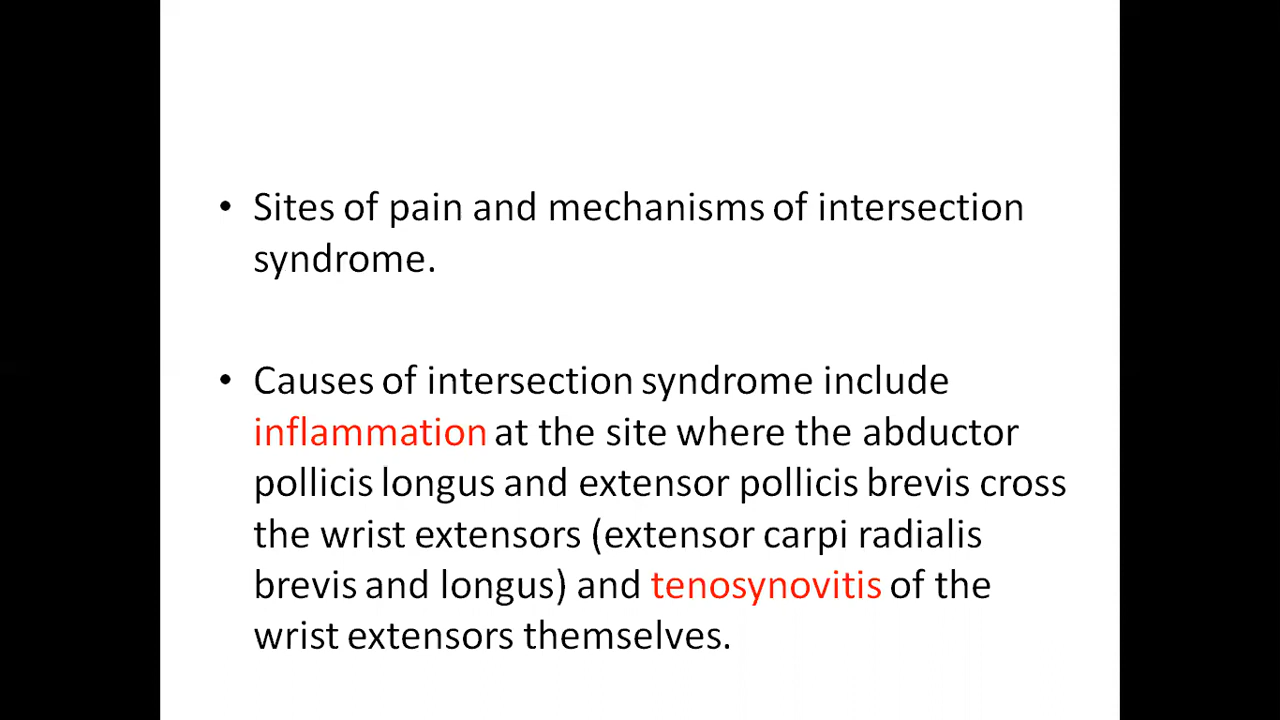 • Sites of pain and mechanisms of intersection
syndrome.
• Causes of intersection syndrome include
inflammation at the site where the abductor
pollicis longus and extensor pollicis brevis cross
the wrist extensors (extensor carpi radialis
brevis and longus) and tenosynovitis of the
wrist extensors themselves.